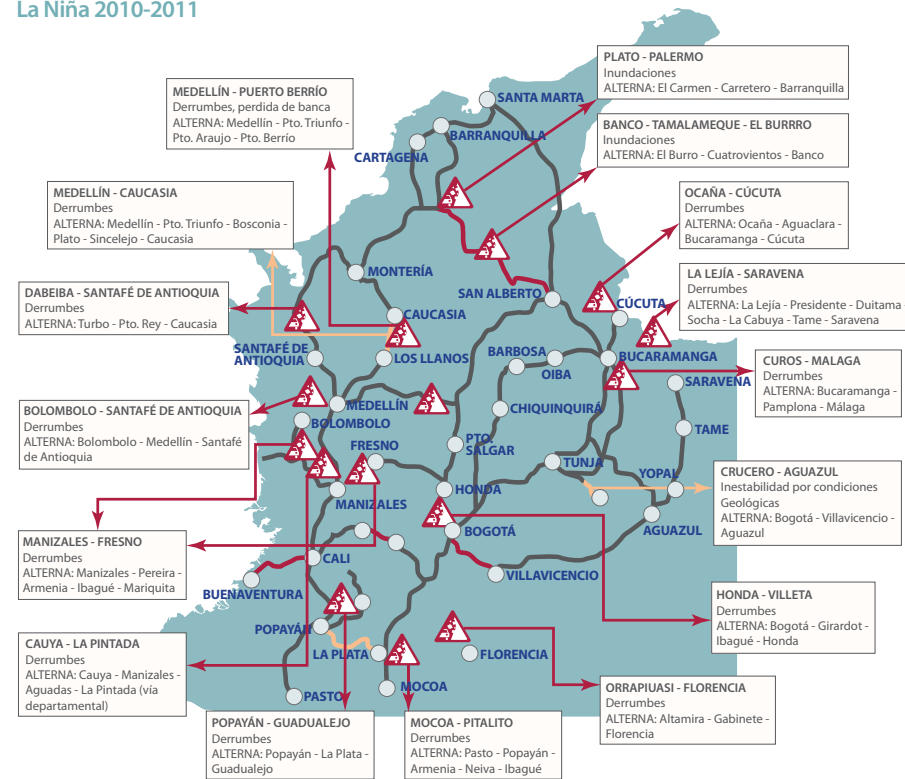 La Niña 2010-2011
PLATO - PALERMO
Inundaciones
ALTERNA: El Carmen - Carretero - Barranquilla
MEDELLÍN - PUERTO BERRÍO
Derrumbes, perdida de banca
ALTERNA: Medellín - Pto. Triunfo -
Pto. Araujo - Pto. Berrío
BANCO - TAMALAMEQUE - EL BURRRO
Inundaciones
ALTERNA: El Burro - Cuatrovientos - Banco
MEDELLÍN - CAUCASIA
Derrumbes
ALTERNA: Medellín - Pto. Triunfo - Bosconia -
Plato - Sincelejo - Caucasia
OCAÑA - CÚCUTA
Derrumbes
ALTERNA: Ocaña - Aguaclara -
Bucaramanga - Cúcuta
DABEIBA - SANTAFÉ DE ANTIOQUIA
Derrumbes
ALTERNA: Turbo - Pto. Rey - Caucasia
LA LEJÍA - SARAVENA
Derrumbes
ALTERNA: La Lejía - Presidente - Duitama -
Socha - La Cabuya - Tame - Saravena
CUROS - MALAGA
Derrumbes
ALTERNA: Bucaramanga -
Pamplona - Málaga
BOLOMBOLO - SANTAFÉ DE ANTIOQUIA
Derrumbes
ALTERNA: Bolombolo - Medellín - Santafé
de Antioquia
CRUCERO - AGUAZUL
Inestabilidad por condiciones
Geológicas
ALTERNA: Bogotá - Villavicencio -
Aguazul
MANIZALES - FRESNO
Derrumbes
ALTERNA: Manizales - Pereira -
Armenia - Ibagué - Mariquita
HONDA - VILLETA
Derrumbes
ALTERNA: Bogotá - Girardot -
Ibagué - Honda
CAUYA - LA PINTADA
Derrumbes
ALTERNA: Cauya - Manizales -
Aguadas - La Pintada (vía
departamental)
ORRAPIUASI - FLORENCIA
Derrumbes
ALTERNA: Altamira - Gabinete -
Florencia
POPAYÁN - GUADUALEJO
Derrumbes
ALTERNA: Popayán - La Plata -
Guadualejo
MOCOA - PITALITO
Derrumbes
ALTERNA: Pasto - Popayán -
Armenia - Neiva - Ibagué
SANTA MARTA
BARRANQUILLA
CARTAGENA
MONTERÍA
SAN ALBERTO
CÚCUTA
CAUCASIA
SANTAFÉ DE
ANTIOQUIA
LOS LLANOS
BARBOSA
OIBA
BUCARAMANGA
SARAVENA
MEDELLÍN
CHIQUINQUIRÁ
BOLOMBOLO
TAME
FRESNO
PTO.
SALGAR
TUNJA
YOPAL
MANIZALES
HONDA
BOGOTÁ
AGUAZUL
CALI
VILLAVICENCIO
BUENAVENTURA
POPAYÁN
LA PLATA
FLORENCIA
PASTO
MOCOA